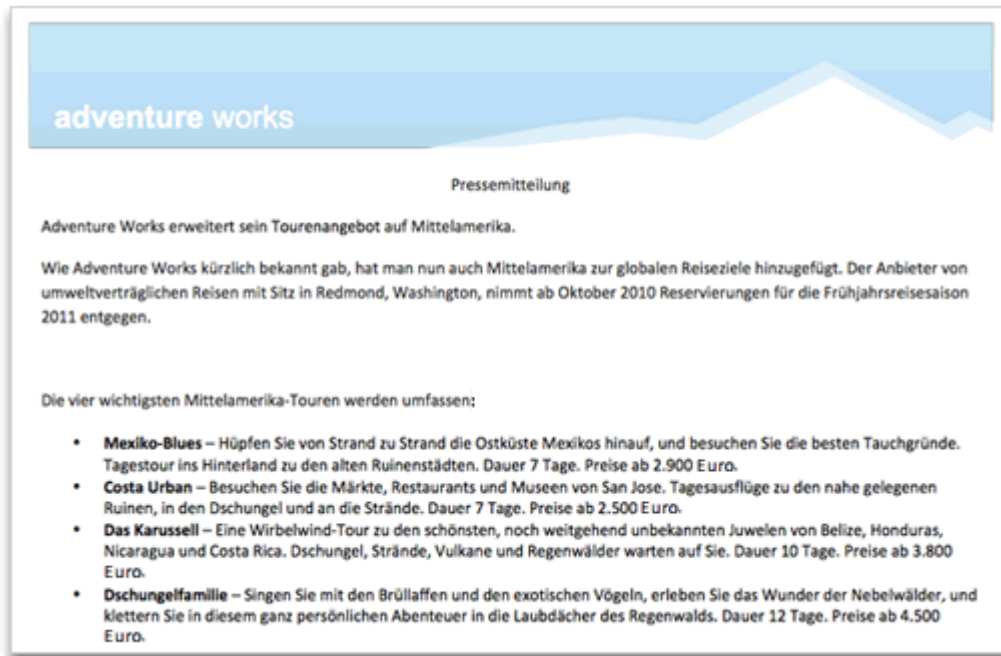 adventure works
Pressemitteilung
Adventure Works erweitert sein Tourenangebot auf Mittelamerika.
Wie Adventure Works kürzlich bekannt gab, hat man nun auch Mittelamerika zur globalen Reiseziele hinzugefügt. Der Anbieter von
umweltverträglichen Reisen mit Sitz in Redmond, Washington, nimmt ab Oktober 2010 Reservierungen für die Frühjahrsreisesaison
2011 entgegen.
Die vier wichtigsten Mittelamerika-Touren werden umfassen:
• Mexiko-Blues – Hüpfen Sie von Strand zu Strand die Ostküste Mexikos hinauf, und besuchen Sie die besten Tauchgründe.
Tagestour ins Hinterland zu den alten Ruinenstädten. Dauer 7 Tage. Preise ab 2.900 Euro.
• Costa Urban – Besuchen Sie die Märkte, Restaurants und Museen von San Jose. Tagesausflüge zu den nahe gelegenen
Ruinen, in den Dschungel und an die Strände. Dauer 7 Tage. Preise ab 2.500 Euro.
• Das Karussell – Eine Wirbelwind-Tour zu den schönsten, noch weitgehend unbekannten Juwelen von Belize, Honduras,
Nicaragua und Costa Rica. Dschungel, Strände, Vulkane und Regenwälder warten auf Sie. Dauer 10 Tage. Preise ab 3.800
Euro.
• Dschungelfamilie – Singen Sie mit den Brüllaffen und den exotischen Vögeln, erleben Sie das Wunder der Nebelwälder, und
klettern Sie in diesem ganz persönlichen Abenteuer in die Laubdächer des Regenwalds. Dauer 12 Tage. Preise ab 4.500
Euro.